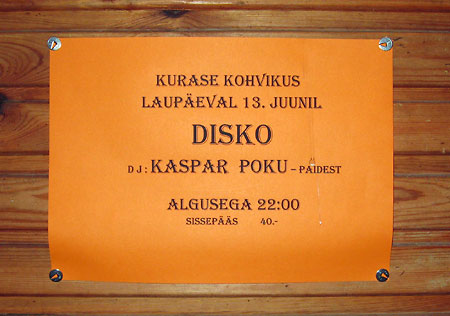 KURASE KOHVIKUS
LAUPÄEVAL 13. JUUNIL
DISKO
DJ: KASPAR POKU – PAIDEST
ALGUSEGA 22:00
SISSEPÄÄS 40.-